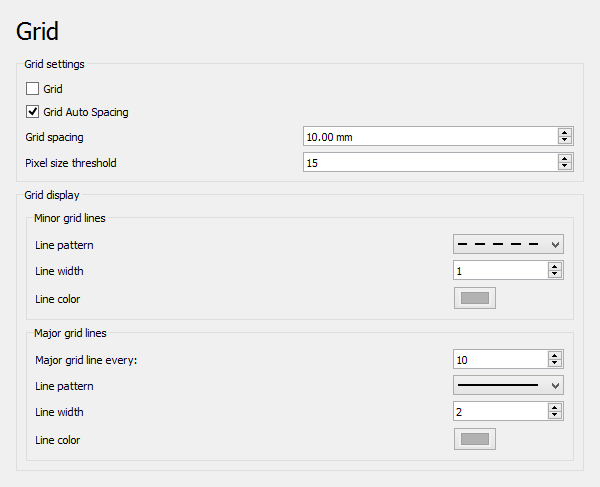 Grid
Grid settings
Grid
Grid Auto Spacing
Grid spacing 10.00 mm
Pixel size threshold 15
Grid display
Minor grid lines
Line pattern
Line width 1
Line color
Major grid lines
Major grid line every: 10
Line pattern
Line width 2
Line color